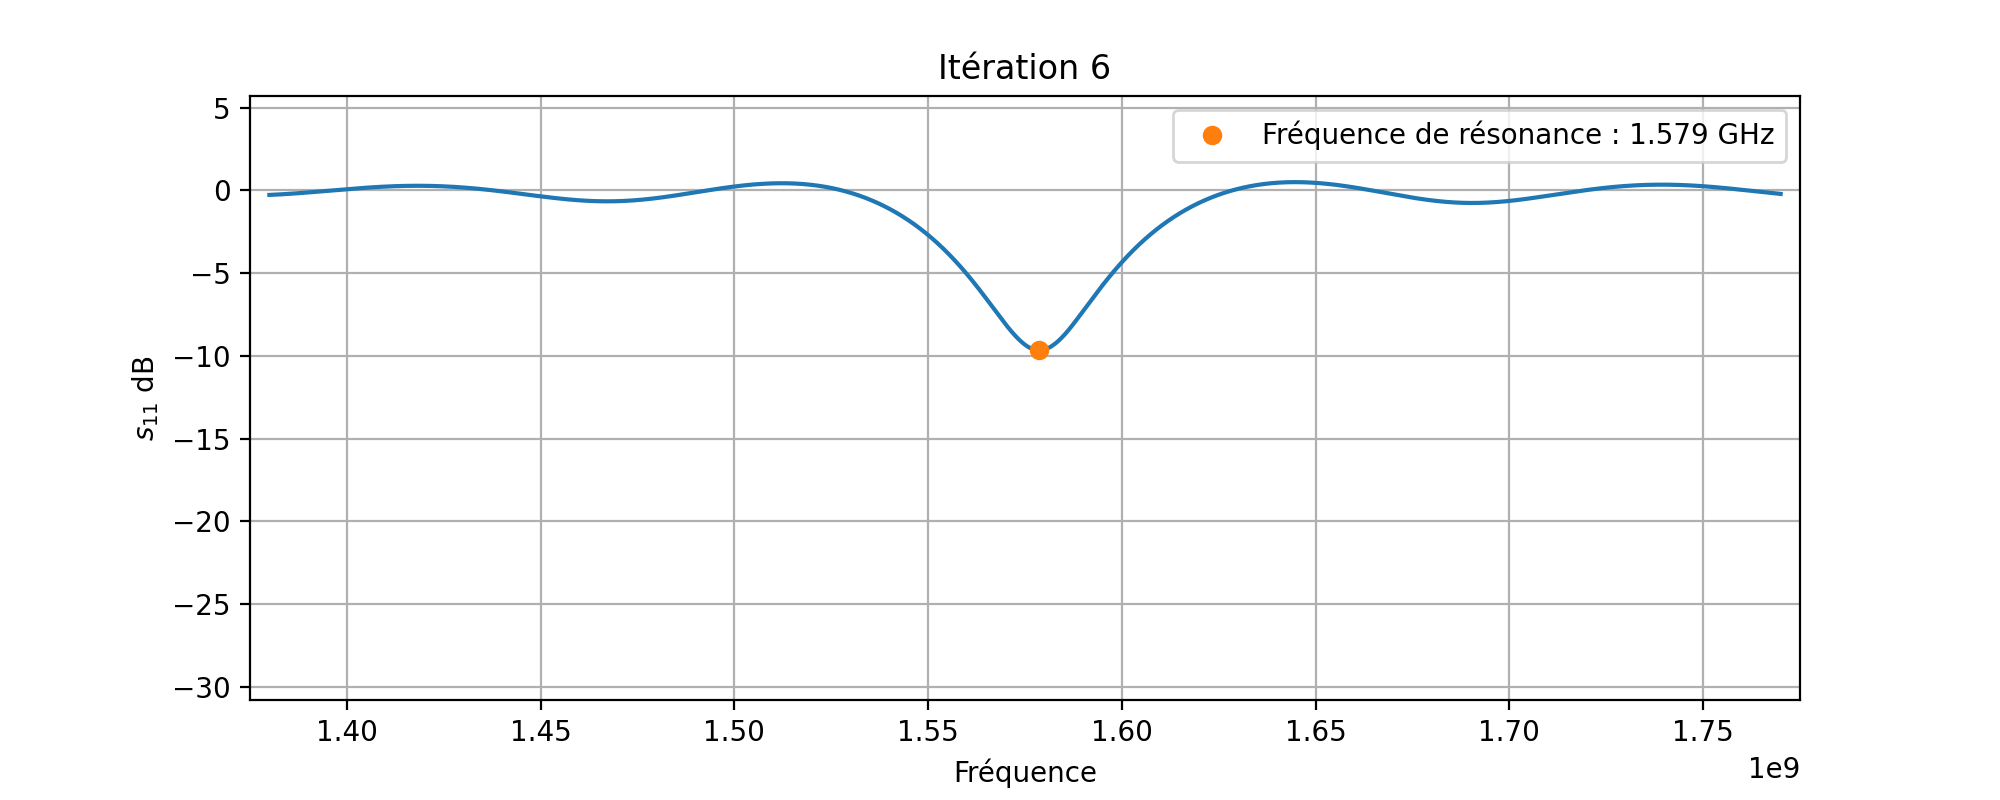 Itération 6
Fréquence de résonance : 1.579 GHz
5
0
−5
−10
−15
−20
−25
−30
s₁₁ dB
1.40 1.45 1.50 1.55 1.60 1.65 1.70 1.75
Fréquence
1e9